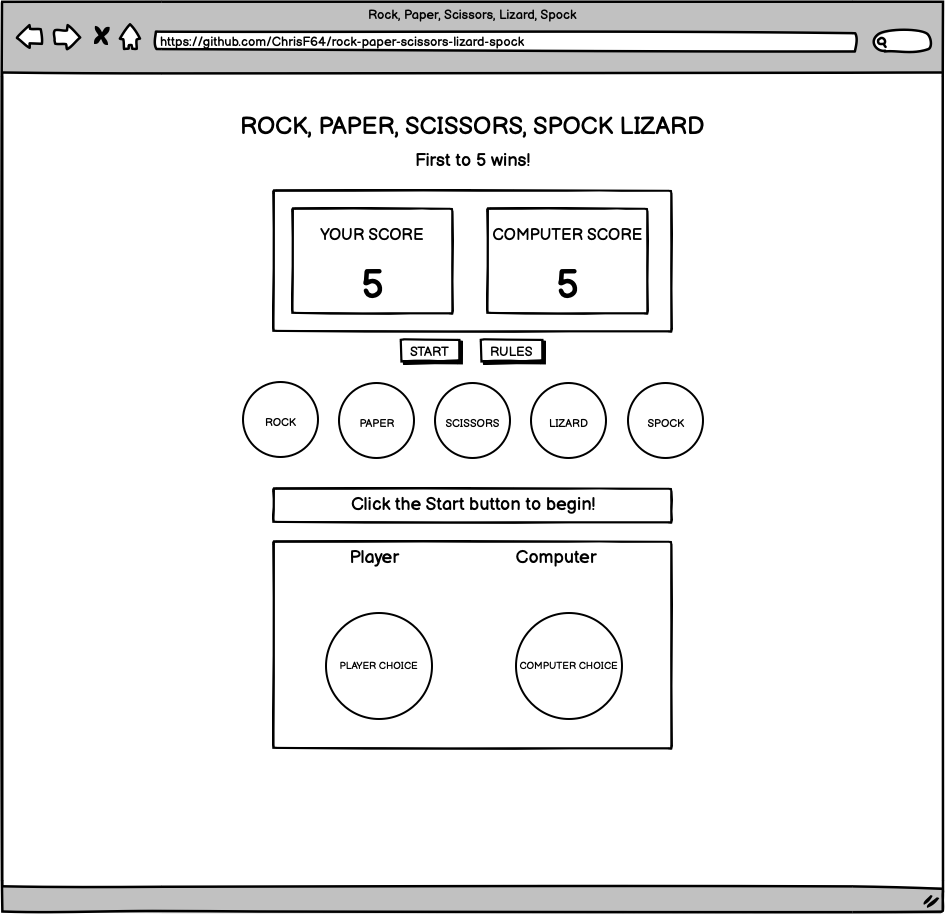 Rock, Paper, Scissors, Lizard, Spock
https://github.com/ChrisF64/rock-paper-scissors-lizard-spock
ROCK, PAPER, SCISSORS, SPOCK LIZARD
First to 5 wins!
YOUR SCORE COMPUTER SCORE
5 5
START RULES
ROCK PAPER SCISSORS LIZARD SPOCK
Click the Start button to begin!
Player Computer
PLAYER CHOICE COMPUTER CHOICE